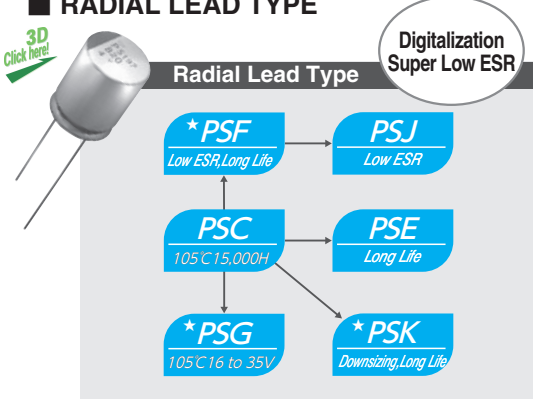 ■ RADIAL LEAD TYPE
3D
Click here!
Digitalization
Super Low ESR
Radial Lead Type
★PSF
Low ESR,Long Life
PSJ
Low ESR
PSC
105℃15,000H
PSE
Long Life
★PSG
105℃16 to 35V
★PSK
Downsizing,Long Life